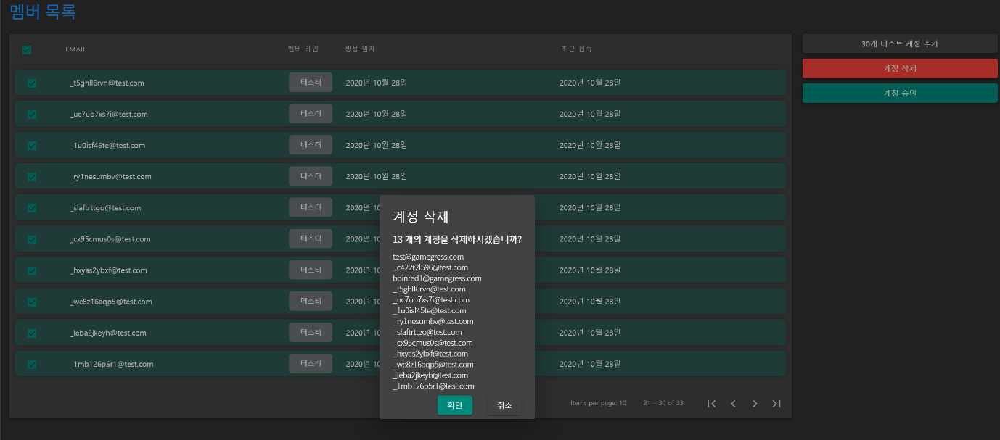 멤버 목록
EMAIL 멤버 타입 생성 일자 최근 접속
_t5ghll6rvn@test.com 테스터 2020년 10월 28일 2020년 10월 28일
_uc7uo7xs7i@test.com 테스터 2020년 10월 28일 2020년 10월 28일
_1u0isf45te@test.com 테스터 2020년 10월 28일 2020년 10월 28일
_ry1nesumbv@test.com 테스터 2020년 10월 28일 2020년 10월 28일
_slaftrttgo@test.com 테스터 2020년 10 2020년 10월 28일
_cx95cmus0s@test.com 테스터 2020년 10 2020년 10월 28일
_hxyas2ybxf@test.com 테스터 2020년 10 2020년 10월 28일
_wc8z16aqp5@test.com 테스터 2020년 10 2020년 10월 28일
_leba2jkeyh@test.com 테스터 2020년 10 2020년 10월 28일
_1mb126p5r1@test.com 테스터 2020년 10 2020년 10월 28일
Items per page: 10 21 – 30 of 33
30개 테스트 계정 추가
계정 삭제
계정 승인
계정 삭제
13 개의 계정을 삭제하시겠습니까?
test@gamegress.com
_c422t2l596@test.com
boinred1@gamegress.com
_t5ghll6rvn@test.com
_uc7uo7xs7i@test.com
_1u0isf45te@test.com
_ry1nesumbv@test.com
_slaftrttgo@test.com
_cx95cmus0s@test.com
_hxyas2ybxf@test.com
_wc8z16aqp5@test.com
_leba2jkeyh@test.com
_1mb126p5r1@test.com
확인 취소